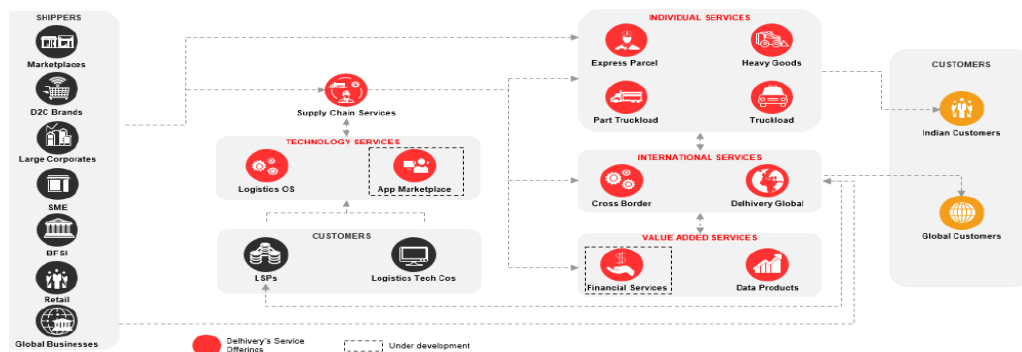 SHIPPERS
Marketplaces
D2C Brands
Large Corporates
SME
BFSI
Retail
Global Businesses
Supply Chain Services
TECHNOLOGY SERVICES
Logistics OS
App Marketplace
CUSTOMERS
LSPs
Logistics Tech Cos
INDIVIDUAL SERVICES
Express Parcel
Heavy Goods
Part Truckload
Truckload
INTERNATIONAL SERVICES
Cross Border
Delhivery Global
VALUE ADDED SERVICES
Financial Services
Data Products
CUSTOMERS
Indian Customers
Global Customers
Delhivery's Service
Offerings
Under development